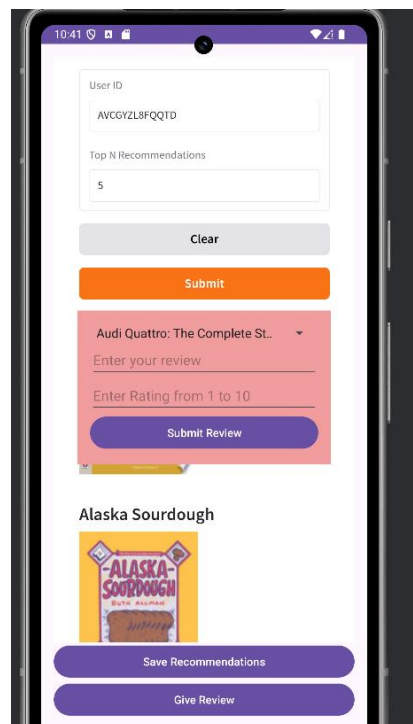 10:41
User ID
AVCGYZL8FQQTD
Top N Recommendations
5
Clear
Submit
Audi Quattro: The Complete St..
Enter your review
Enter Rating from 1 to 10
Submit Review
Alaska Sourdough
-ALASKA-
SOURDOUGH
RUTH ALLMAN
Save Recommendations
Give Review